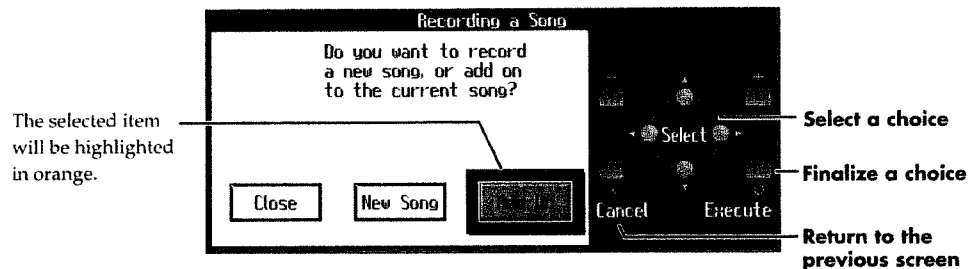 Recording a Song
Do you want to record
a new song, or add on
to the current song?
The selected item
will be highlighted
in orange.
Close
New Song
Select
Cancel
Execute
Select a choice
Finalize a choice
Return to the
previous screen